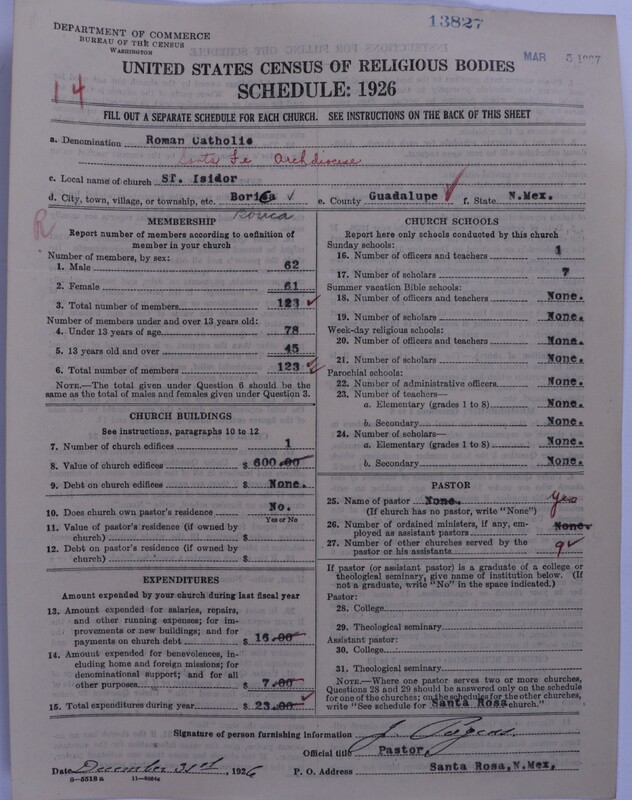 13827
DEPARTMENT OF COMMERCE
BUREAU OF THE CENSUS
WASHINGTON
MAR 5 1927
UNITED STATES CENSUS OF RELIGIOUS BODIES
SCHEDULE: 1926
14
FILL OUT A SEPARATE SCHEDULE FOR EACH CHURCH. SEE INSTRUCTIONS ON THE BACK OF THIS SHEET
a. Denomination Roman Catholic
Santa Fe Archdiocese
c. Local name of church ST. Isidor
d. City, town, village, or township, etc. Borica e. County Guadalupe f. State N.Mex.
R
MEMBERSHIP
Report number of members according to definition of
member in your church
Number of members, by sex:
1. Male 62
2. Female 61
3. Total number of members 123
Number of members under and over 13 years old:
4. Under 13 years of age 78
5. 13 years old and over 45
6. Total number of members 123
NOTE.—The total given under Question 6 should be the
same as the total of males and females given under Question 3.
CHURCH BUILDINGS
See instructions, paragraphs 10 to 12
7. Number of church edifices 1
8. Value of church edifices $ 600.00
9. Debt on church edifices $ None.
10. Does church own pastor's residence No.
Yes or No
11. Value of pastor's residence (if owned by
church) $
12. Debt on pastor's residence (if owned by
church) $
EXPENDITURES
Amount expended by your church during last fiscal year
13. Amount expended for salaries, repairs,
and other running expenses; for im-
provements or new buildings; and for
payments on church debt $ 16.00
14. Amount expended for benevolences, in-
cluding home and foreign missions; for
denominational support; and for all
other purposes $ 7.00
15. Total expenditures during year $ 23.00
CHURCH SCHOOLS
Report here only schools conducted by this church
Sunday schools:
16. Number of officers and teachers 1
17. Number of scholars 7
Summer vacation Bible schools:
18. Number of officers and teachers None.
19. Number of scholars None.
Week-day religious schools:
20. Number of officers and teachers None.
21. Number of scholars None.
Parochial schools:
22. Number of administrative officers None.
23. Number of teachers—
a. Elementary (grades 1 to 8) None.
b. Secondary None.
24. Number of scholars—
a. Elementary (grades 1 to 8) None.
b. Secondary None.
PASTOR
25. Name of pastor None. yes
(If church has no pastor, write "None")
26. Number of ordained ministers, if any, em-
ployed as assistant pastors None
27. Number of other churches served by the
pastor or his assistants 9
If pastor (or assistant pastor) is a graduate of a college or
theological seminary, give name of institution below. (If
not a graduate, write "No" in the space indicated.)
Pastor:
28. College
29. Theological seminary
Assistant pastor:
30. College
31. Theological seminary
NOTE.—Where one pastor serves two or more churches,
Questions 28 and 29 should be answered only on the schedule
for one of the churches; on the schedules for the other churches,
write "See schedule for Santa Rosa church."
Signature of person furnishing information J.
Official title Pastor,
Date December 31st, 1926 P. O. Address Santa Rosa, N.Mex,
8-5518a